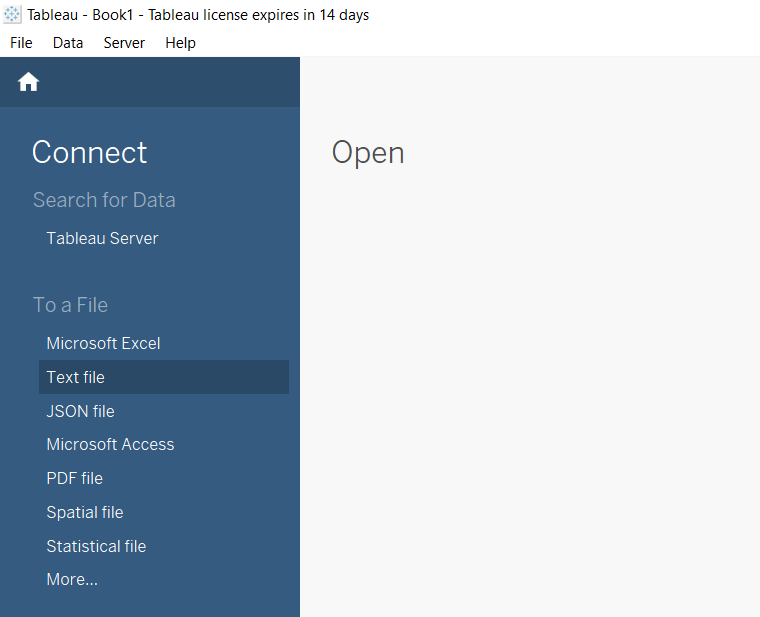 Tableau - Book1 - Tableau license expires in 14 days
File Data Server Help
Connect
Open
Search for Data
Tableau Server
To a File
Microsoft Excel
Text file
JSON file
Microsoft Access
PDF file
Spatial file
Statistical file
More...